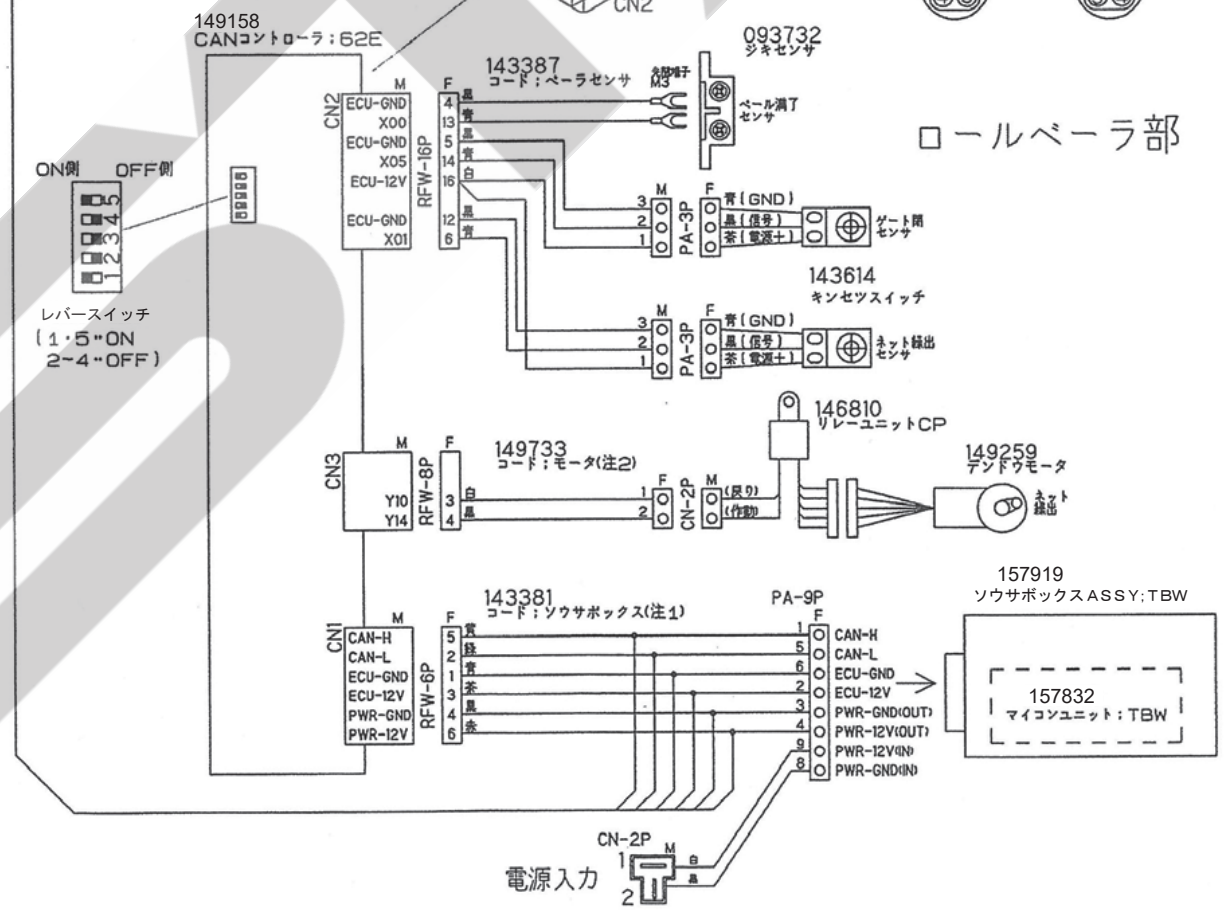 CN2
149158
CANコントローラ;62E
093732
ジキセンサ
143387
コード;ベーラセンサ
M3
ベール満了
センサ
ロールベーラ部
CN2
M
F
RFW-16P
ECU-GND
X00
ECU-GND
X05
ECU-12V
ECU-GND
X01
4 黒
13 青
5 黒
14 青
16 白
12 黒
6 青
ON側 OFF側
5
4
3
2
1
レバースイッチ
(1・5‥ON
2~4‥OFF)
M
F
PA-3P
3
2
1
青(GND)
黒(信号)
茶(電源+)
ゲート閉
センサ
143614
キンセツスイッチ
M
F
PA-3P
3
2
1
青(GND)
黒(信号)
茶(電源+)
ネット繰出
センサ
146810
リレーユニットCP
149259
デンドウモータ
ネット
繰出
CN3
M
F
RFW-8P
Y10
Y14
149733
コード;モータ(注2)
3 白
4 黒
1
2
F
M
CN-2P
(戻り)
(作動)
157919
ソウサボックスASSY;TBW
157832
マイコンユニット;TBW
143381
コード;ソウサボックス(注1)
CN1
M
F
RFW-6P
CAN-H
CAN-L
ECU-GND
ECU-12V
PWR-GND
PWR-12V
5 黄
2 緑
1 青
3 茶
4 黒
6 赤
PA-9P
F
1 CAN-H
5 CAN-L
6 ECU-GND
2 ECU-12V
3 PWR-GND(OUT)
4 PWR-12V(OUT)
9 PWR-12V(IN)
8 PWR-GND(IN)
CN-2P
M
1 白
2 黒
電源入力